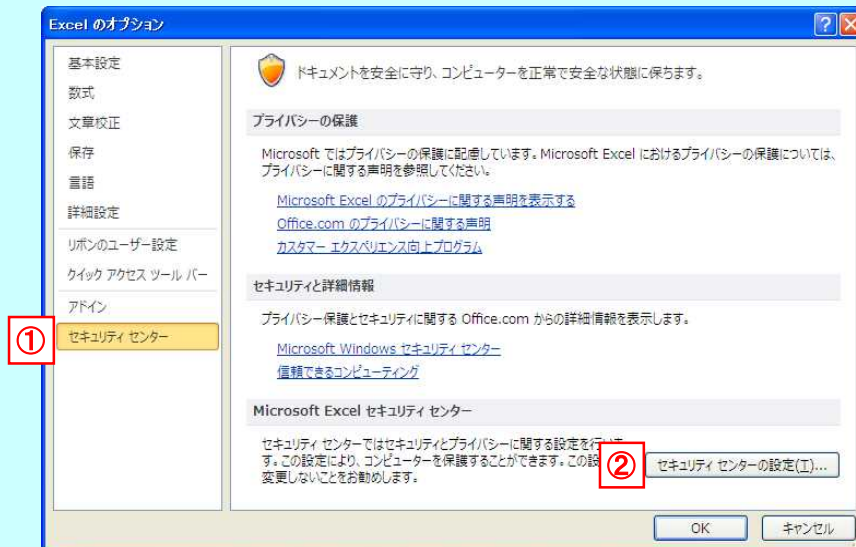 Excel のオプション
基本設定
数式
文章校正
保存
言語
詳細設定
リボンのユーザー設定
クイック アクセス ツール バー
アドイン
①
セキュリティ センター
ドキュメントを安全に守り、コンピューターを正常で安全な状態に保ちます。
プライバシーの保護
Microsoft ではプライバシーの保護に配慮しています。Microsoft Excel におけるプライバシーの保護については、
プライバシーに関する声明を参照してください。
Microsoft Excel のプライバシーに関する声明を表示する
Office.com のプライバシーに関する声明
カスタマー エクスペリエンス向上プログラム
セキュリティと詳細情報
プライバシー保護とセキュリティに関する Office.com からの詳細情報を表示します。
Microsoft Windows セキュリティ センター
信頼できるコンピューティング
Microsoft Excel セキュリティ センター
セキュリティ センターではセキュリティとプライバシーに関する設定を行いま
す。この設定により、コンピューターを保護することができます。この設
変更しないことをお勧めします。
②
セキュリティ センターの設定(T)...
OK
キャンセル